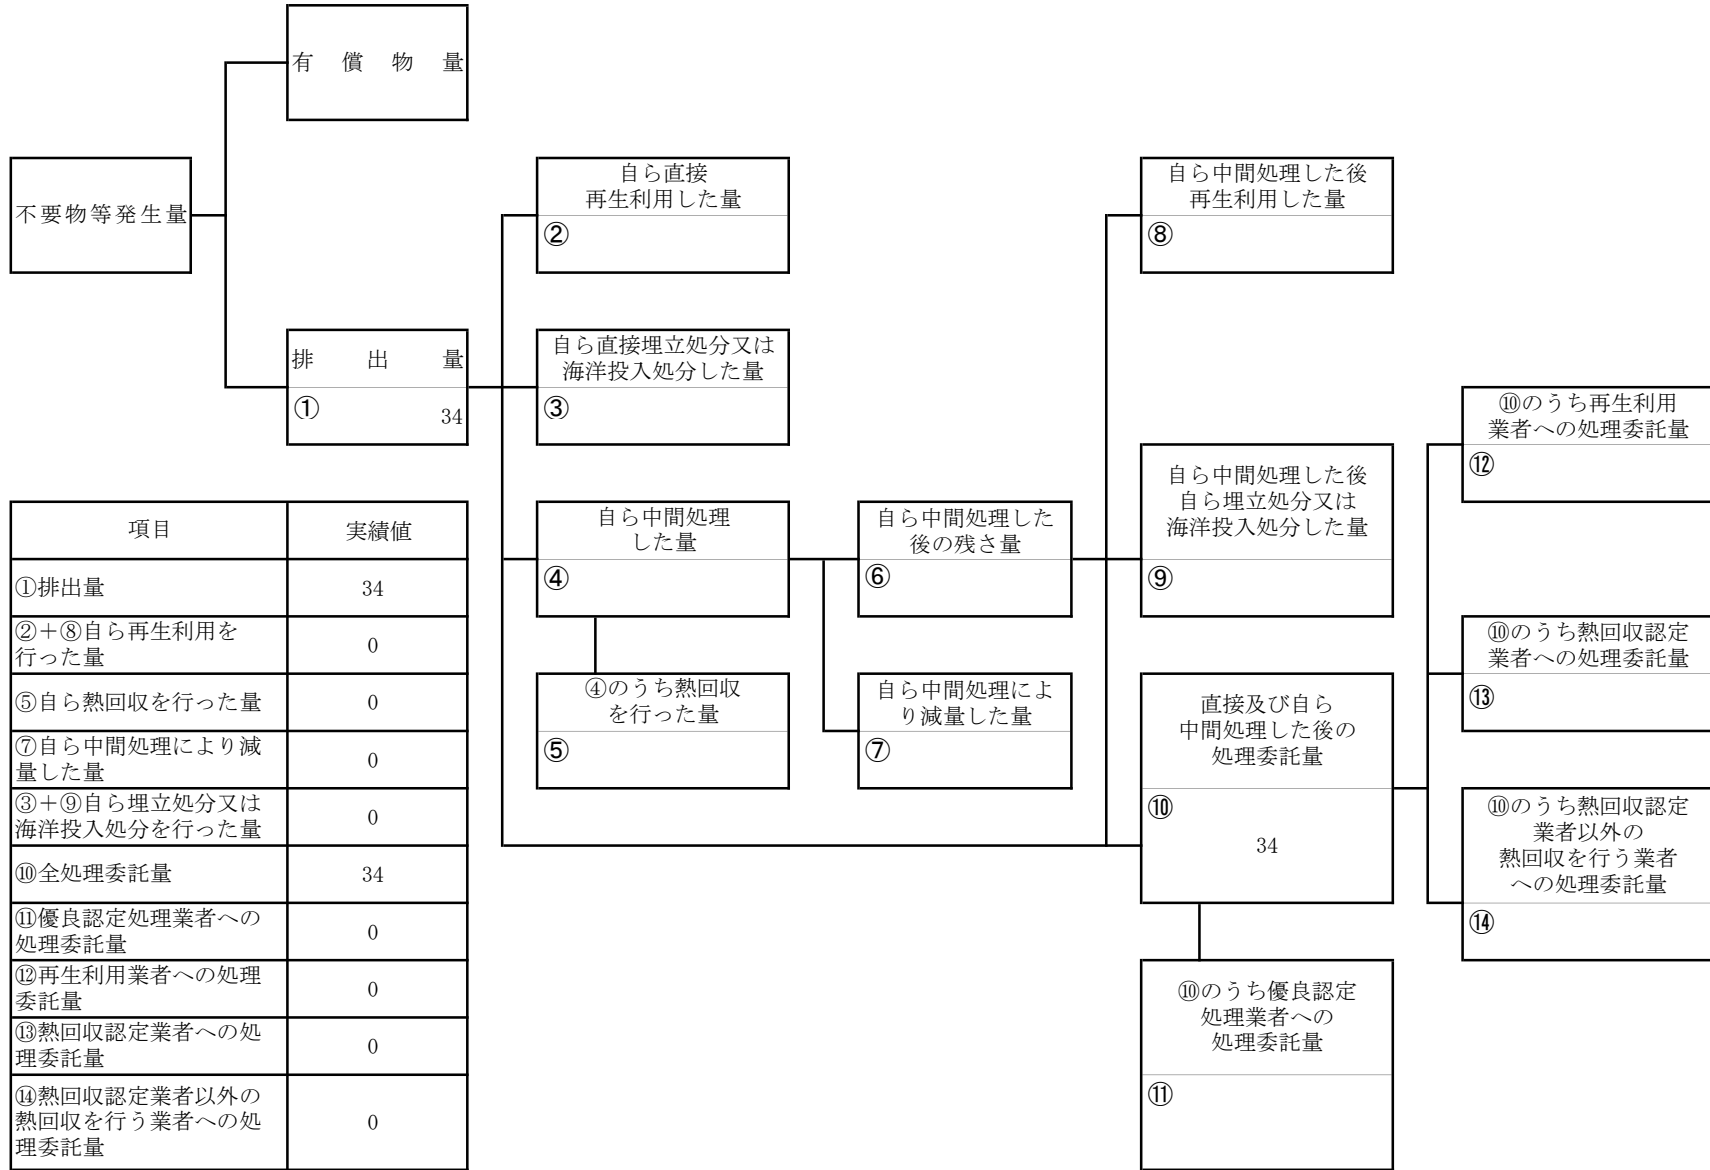 有償物量
不要物等発生量
自ら直接
再生利用した量
②
自ら中間処理した後
再生利用した量
⑧
排出量
①
34
自ら直接埋立処分又は
海洋投入処分した量
③
⑩のうち再生利用
業者への処理委託量
⑫
自ら中間処理
した量
④
自ら中間処理した
後の残さ量
⑥
自ら中間処理した後
自ら埋立処分又は
海洋投入処分した量
⑨
④のうち熱回収
を行った量
⑤
自ら中間処理によ
り減量した量
⑦
直接及び自ら
中間処理した後の
処理委託量
⑩
34
⑩のうち熱回収認定
業者への処理委託量
⑬
⑩のうち熱回収認定
業者以外の
熱回収を行う業者
への処理委託量
⑭
⑩のうち優良認定
処理業者への
処理委託量
⑪
項目 実績値
①排出量 34
②+⑧自ら再生利用を
行った量 0
⑤自ら熱回収を行った量 0
⑦自ら中間処理により減
量した量 0
③+⑨自ら埋立処分又は
海洋投入処分を行った量 0
⑩全処理委託量 34
⑪優良認定処理業者への
処理委託量 0
⑫再生利用業者への処理
委託量 0
⑬熱回収認定業者への処
理委託量 0
⑭熱回収認定業者以外の
熱回収を行う業者への処
理委託量 0